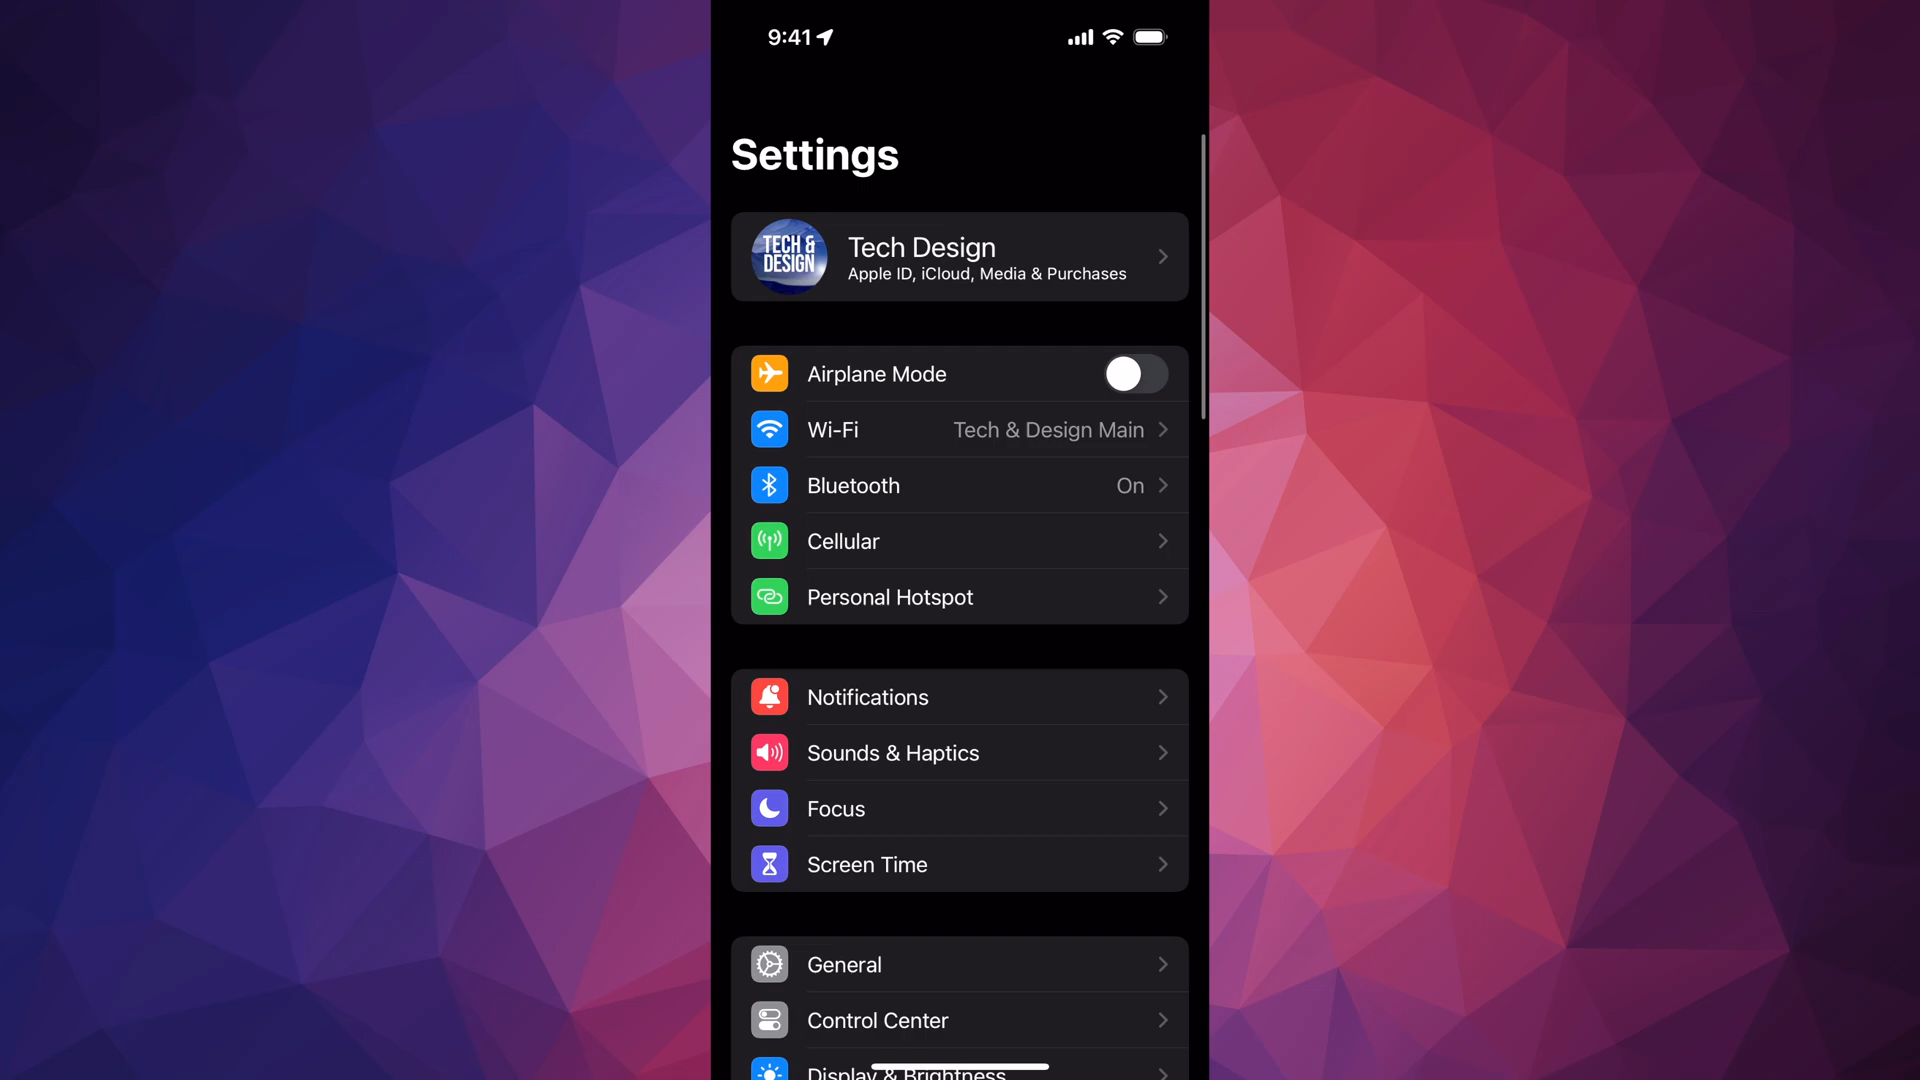 9:41
Settings
TECH &
DESIGN
Tech Design
Apple ID, iCloud, Media & Purchases
Airplane Mode
Wi-Fi Tech & Design Main
Bluetooth On
Cellular
Personal Hotspot
Notifications
Sounds & Haptics
Focus
Screen Time
General
Control Center
Display & Brightness